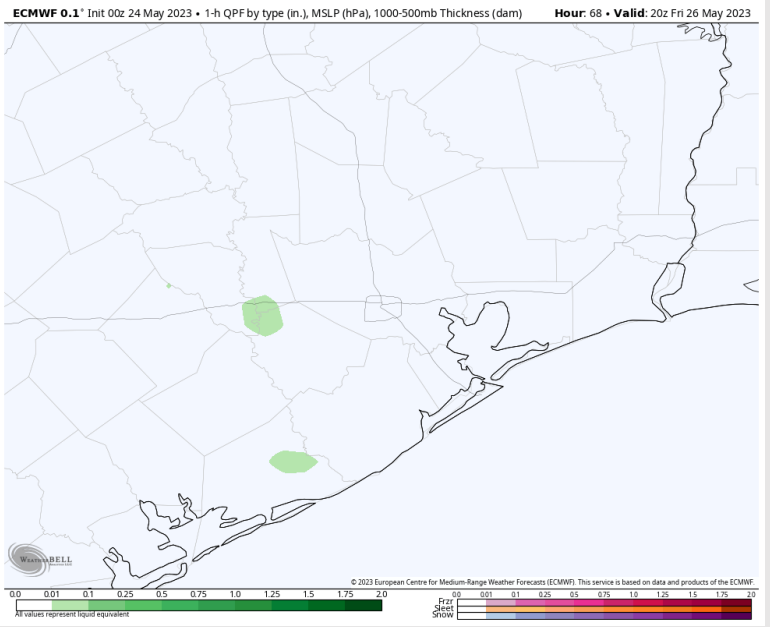 ECMWF 0.1° Init 00z 24 May 2023 • 1-h QPF by type (in.), MSLP (hPa), 1000-500mb Thickness (dam) Hour: 68 • Valid: 20z Fri 26 May 2023
WEATHERBELL
© 2023 European Centre for Medium-Range Weather Forecasts (ECMWF). This service is based on data and products of the ECMWF.
0.0 0.01 0.1 0.25 0.5 0.75 1.0 1.25 1.5 1.75 2.0
All values represent liquid equivalent
0.0 0.01 0.1 0.25 0.5 0.75 1.0 1.25 1.5 1.75 2.0
Frzr
Sleet
Snow